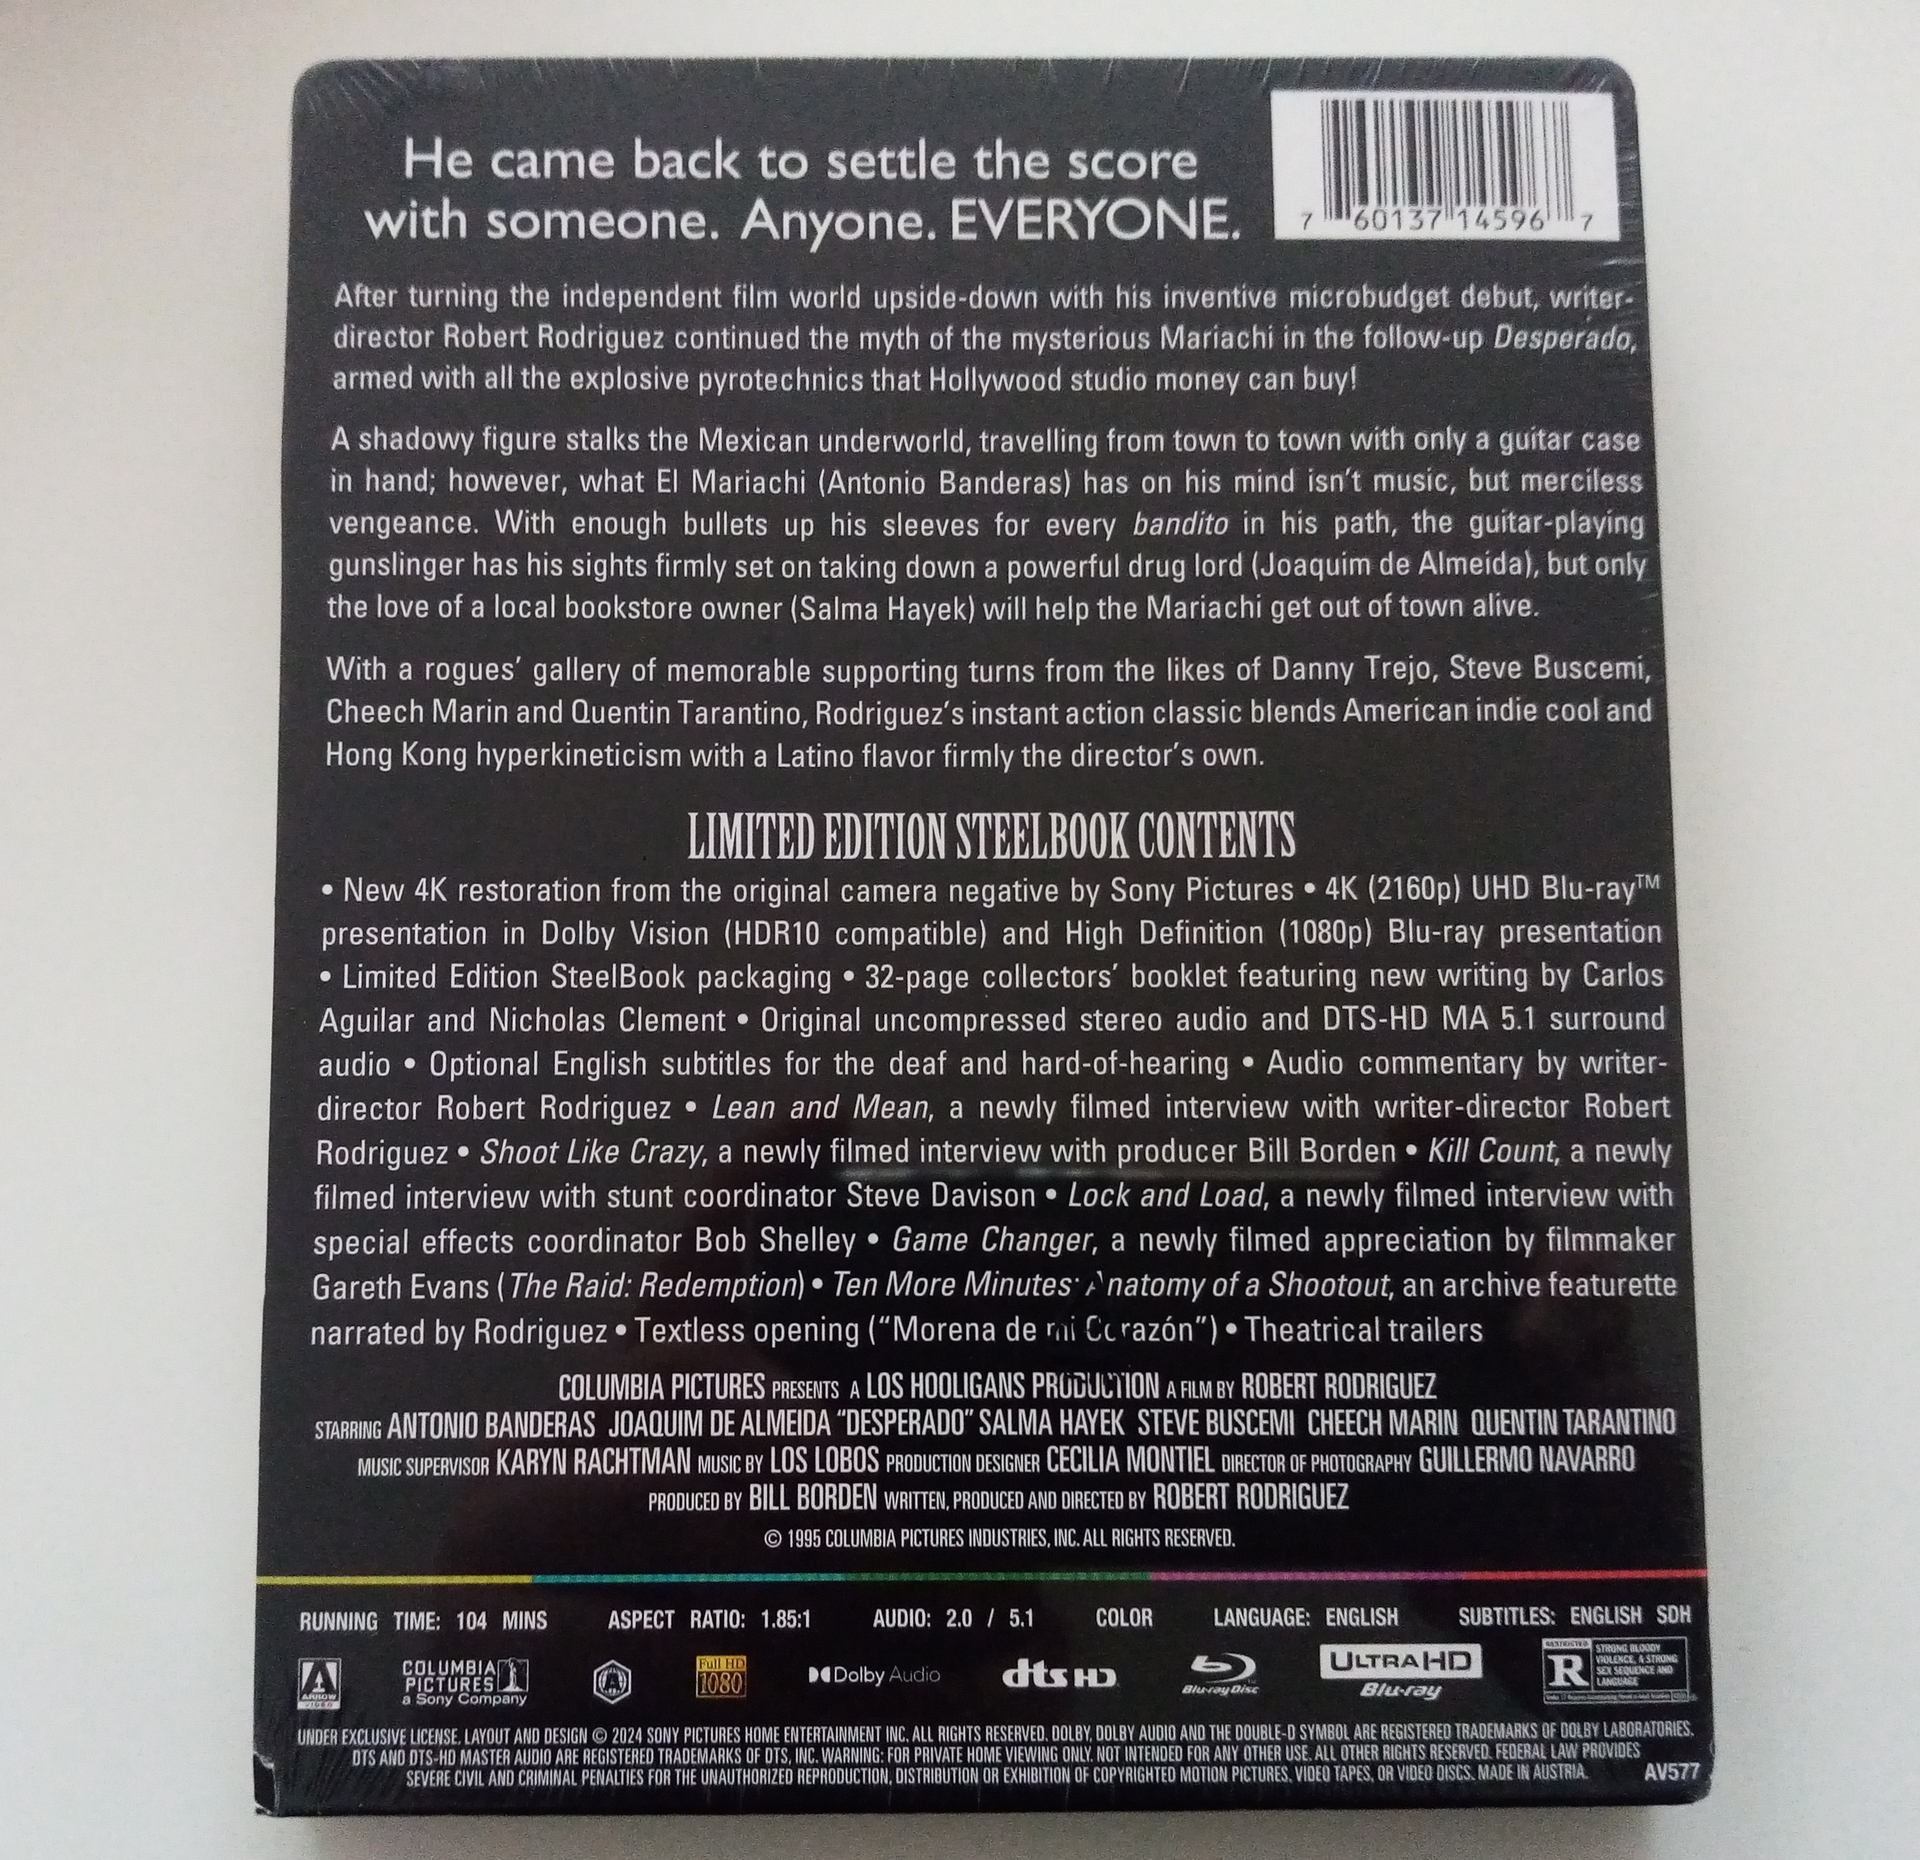 He came back to settle the score
with someone. Anyone. EVERYONE.
7 60137 14596 7
After turning the independent film world upside-down with his inventive microbudget debut, writer-
director Robert Rodriguez continued the myth of the mysterious Mariachi in the follow-up Desperado,
armed with all the explosive pyrotechnics that Hollywood studio money can buy!
A shadowy figure stalks the Mexican underworld, travelling from town to town with only a guitar case
in hand; however, what El Mariachi (Antonio Banderas) has on his mind isn't music, but merciless
vengeance. With enough bullets up his sleeves for every bandito in his path, the guitar-playing
gunslinger has his sights firmly set on taking down a powerful drug lord (Joaquim de Almeida), but only
the love of a local bookstore owner (Salma Hayek) will help the Mariachi get out of town alive.
With a rogues' gallery of memorable supporting turns from the likes of Danny Trejo, Steve Buscemi,
Cheech Marin and Quentin Tarantino, Rodriguez's instant action classic blends American indie cool and
Hong Kong hyperkineticism with a Latino flavor firmly the director's own.
LIMITED EDITION STEELBOOK CONTENTS
• New 4K restoration from the original camera negative by Sony Pictures • 4K (2160p) UHD Blu-ray™
presentation in Dolby Vision (HDR10 compatible) and High Definition (1080p) Blu-ray presentation
• Limited Edition SteelBook packaging • 32-page collectors' booklet featuring new writing by Carlos
Aguilar and Nicholas Clement • Original uncompressed stereo audio and DTS-HD MA 5.1 surround
audio • Optional English subtitles for the deaf and hard-of-hearing • Audio commentary by writer-
director Robert Rodriguez • Lean and Mean, a newly filmed interview with writer-director Robert
Rodriguez • Shoot Like Crazy, a newly filmed interview with producer Bill Borden • Kill Count, a newly
filmed interview with stunt coordinator Steve Davison • Lock and Load, a newly filmed interview with
special effects coordinator Bob Shelley • Game Changer, a newly filmed appreciation by filmmaker
Gareth Evans (The Raid: Redemption) • Ten More Minutes: Anatomy of a Shootout, an archive featurette
narrated by Rodriguez • Textless opening ("Morena de mi Corazón") • Theatrical trailers
COLUMBIA PICTURES PRESENTS A LOS HOOLIGANS PRODUCTION A FILM BY ROBERT RODRIGUEZ
STARRING ANTONIO BANDERAS JOAQUIM DE ALMEIDA "DESPERADO" SALMA HAYEK STEVE BUSCEMI CHEECH MARIN QUENTIN TARANTINO
MUSIC SUPERVISOR KARYN RACHTMAN MUSIC BY LOS LOBOS PRODUCTION DESIGNER CECILIA MONTIEL DIRECTOR OF PHOTOGRAPHY GUILLERMO NAVARRO
PRODUCED BY BILL BORDEN WRITTEN, PRODUCED AND DIRECTED BY ROBERT RODRIGUEZ
© 1995 COLUMBIA PICTURES INDUSTRIES, INC. ALL RIGHTS RESERVED.
RUNNING TIME: 104 MINS ASPECT RATIO: 1.85:1 AUDIO: 2.0 / 5.1 COLOR LANGUAGE: ENGLISH SUBTITLES: ENGLISH SDH
ARROW VIDEO
COLUMBIA PICTURES
a Sony Company
Full HD 1080
Dolby Audio
dts HD
Blu-ray Disc
ULTRA HD Blu-ray
RESTRICTED R
STRONG BLOODY
VIOLENCE, A STRONG
SEX SEQUENCE AND
LANGUAGE
UNDER EXCLUSIVE LICENSE. LAYOUT AND DESIGN © 2024 SONY PICTURES HOME ENTERTAINMENT INC. ALL RIGHTS RESERVED. DOLBY, DOLBY AUDIO AND THE DOUBLE-D SYMBOL ARE REGISTERED TRADEMARKS OF DOLBY LABORATORIES.
DTS AND DTS-HD MASTER AUDIO ARE REGISTERED TRADEMARKS OF DTS, INC. WARNING: FOR PRIVATE HOME VIEWING ONLY. NOT INTENDED FOR ANY OTHER USE. ALL OTHER RIGHTS RESERVED. FEDERAL LAW PROVIDES
SEVERE CIVIL AND CRIMINAL PENALTIES FOR THE UNAUTHORIZED REPRODUCTION, DISTRIBUTION OR EXHIBITION OF COPYRIGHTED MOTION PICTURES, VIDEO TAPES, OR VIDEO DISCS. MADE IN AUSTRIA. AV577